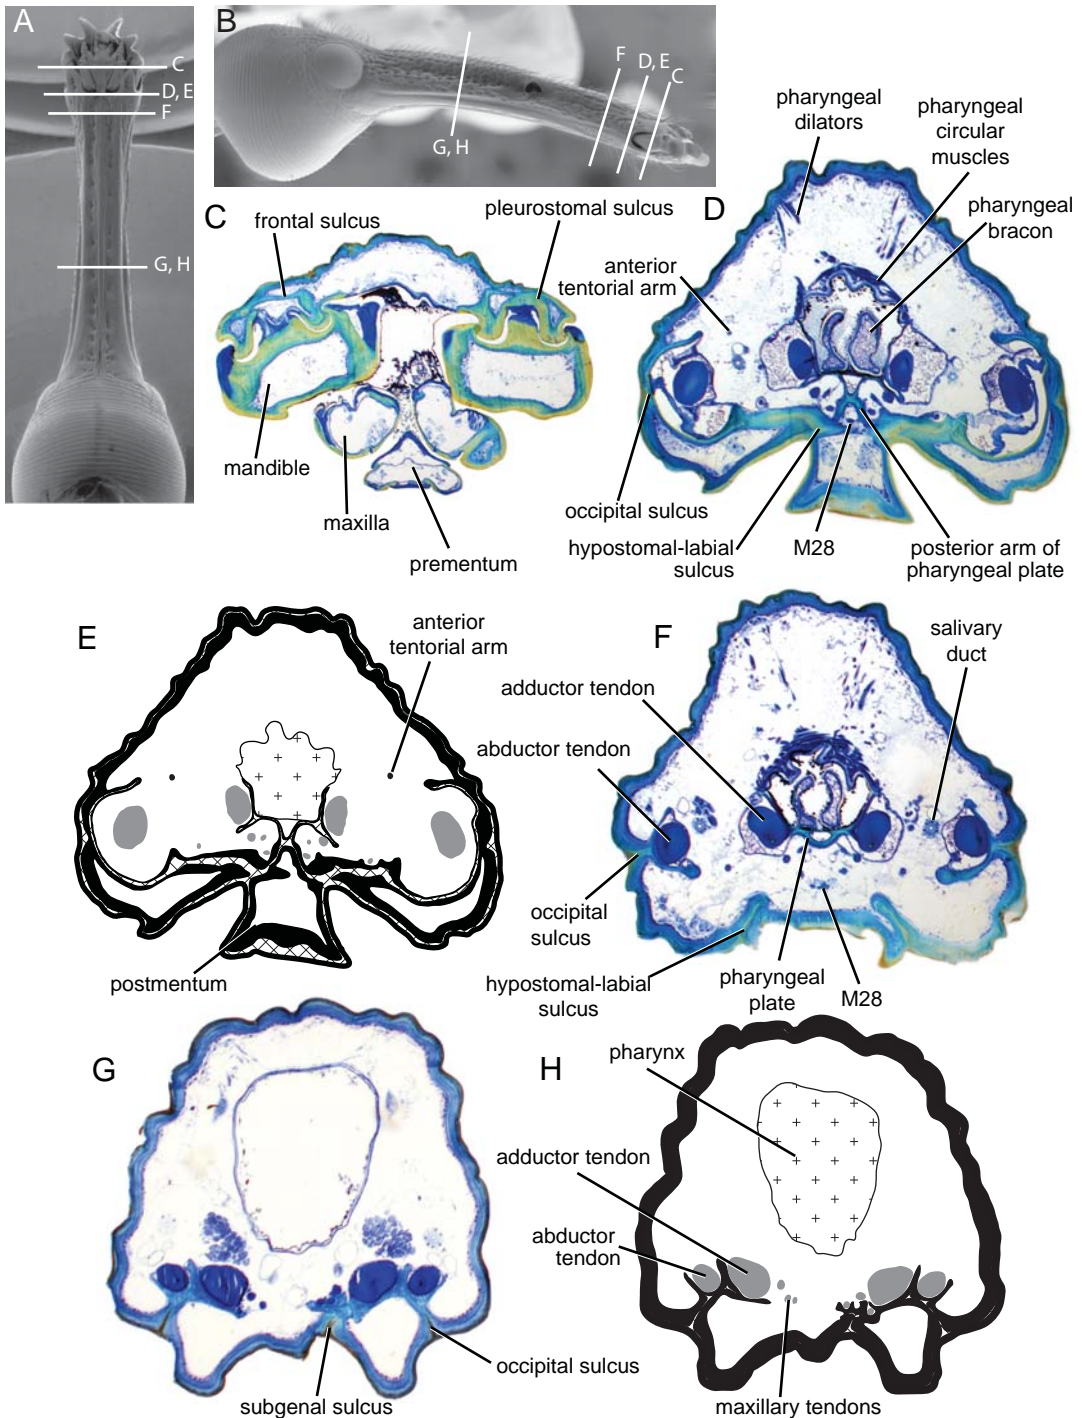 A
C
D, E
F
G, H
B
F
D, E
C
G, H
C
frontal sulcus
pleurostomal sulcus
mandible
maxilla
prementum
D
pharyngeal
dilators
pharyngeal
circular
muscles
pharyngeal
bracon
anterior
tentorial arm
occipital sulcus
hypostomal-labial
sulcus
M28
posterior arm of
pharyngeal plate
E
anterior
tentorial arm
postmentum
F
salivary
duct
adductor tendon
abductor tendon
occipital
sulcus
hypostomal-labial
sulcus
pharyngeal
plate
M28
G
subgenal sulcus
occipital sulcus
H
pharynx
adductor tendon
abductor
tendon
maxillary tendons